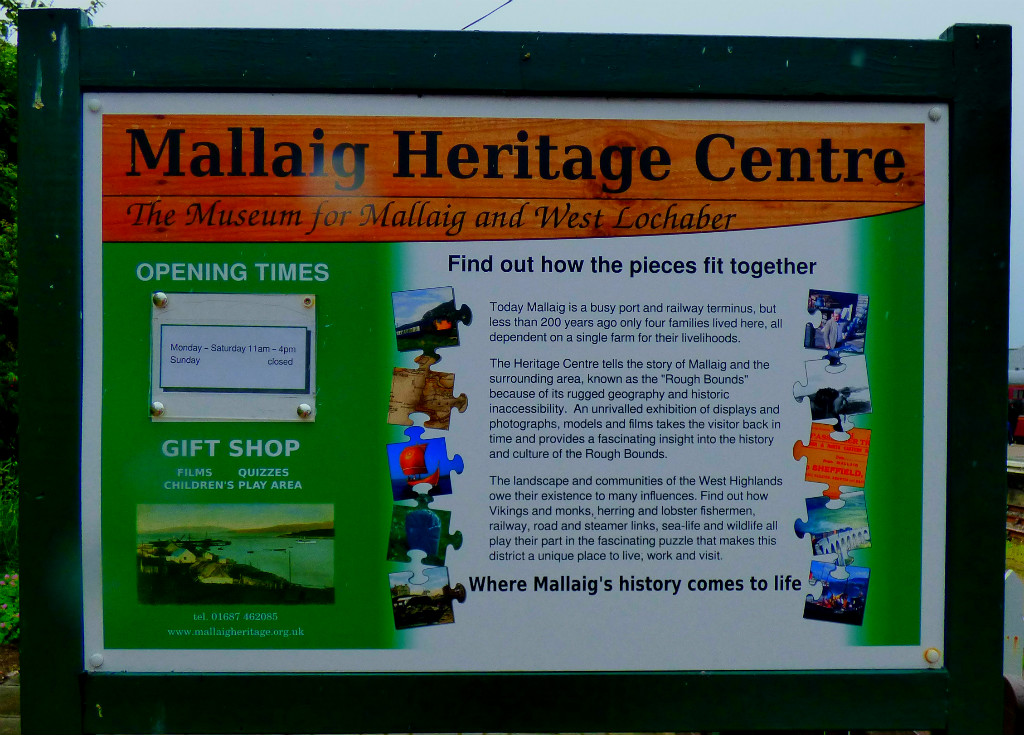 Mallaig Heritage Centre
The Museum for Mallaig and West Lochaber
OPENING TIMES
Monday – Saturday 11am – 4pm
Sunday closed
GIFT SHOP
FILMS QUIZZES
CHILDREN'S PLAY AREA
tel. 01687 462085
www.mallaigheritage.org.uk
Find out how the pieces fit together
Today Mallaig is a busy port and railway terminus, but
less than 200 years ago only four families lived here, all
dependent on a single farm for their livelihoods.
The Heritage Centre tells the story of Mallaig and the
surrounding area, known as the "Rough Bounds"
because of its rugged geography and historic
inaccessibility. An unrivalled exhibition of displays and
photographs, models and films takes the visitor back in
time and provides a fascinating insight into the history
and culture of the Rough Bounds.
The landscape and communities of the West Highlands
owe their existence to many influences. Find out how
Vikings and monks, herring and lobster fishermen,
railway, road and steamer links, sea-life and wildlife all
play their part in the fascinating puzzle that makes this
district a unique place to live, work and visit.
Where Mallaig's history comes to life
SHEFFIELD.